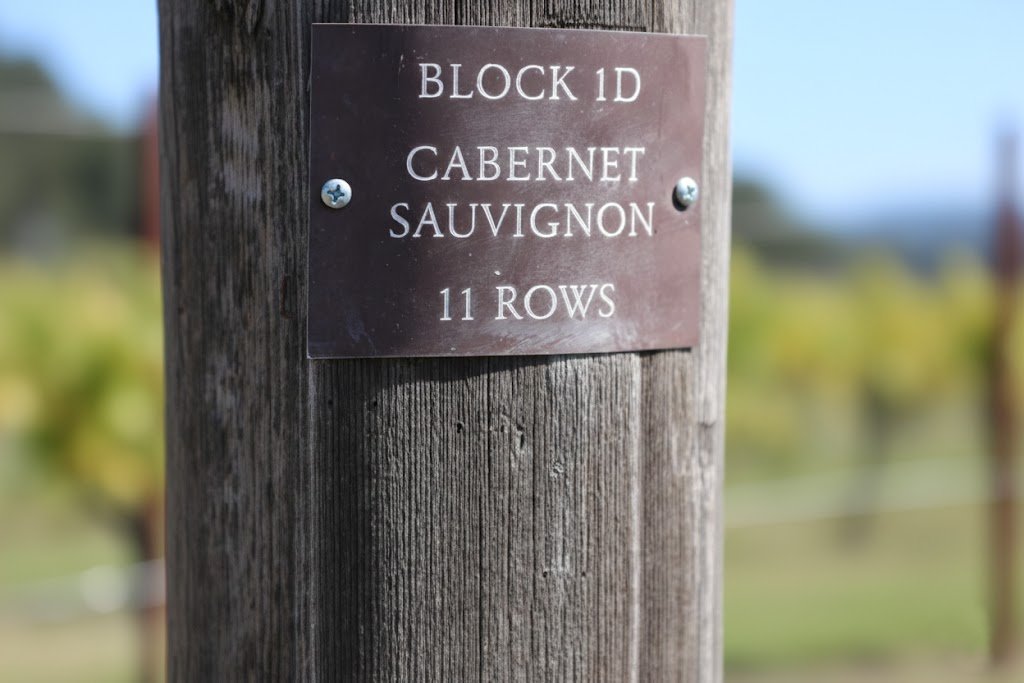 BLOCK 1D
CABERNET
SAUVIGNON
11 ROWS